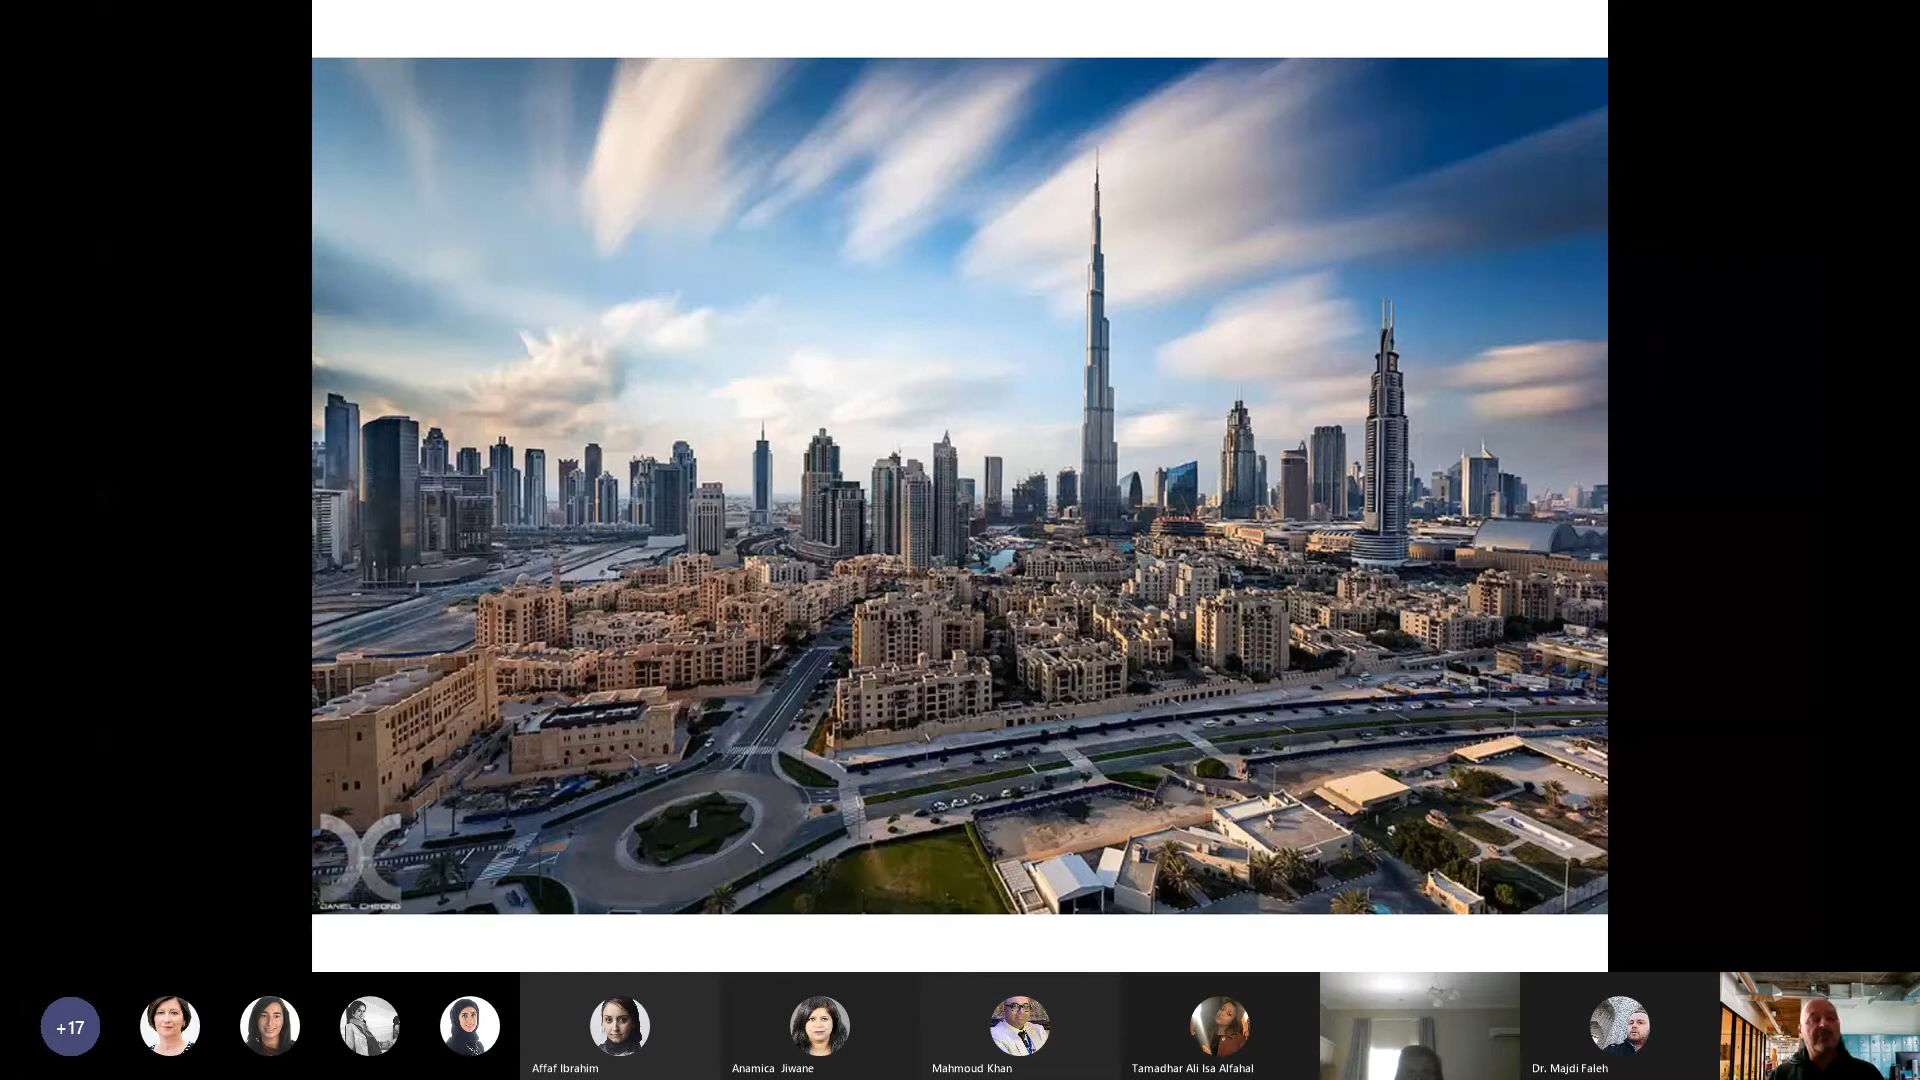 DANIEL CHEONG
+17
Affaf Ibrahim
Anamica Jiwane
Mahmoud Khan
Tamadhar Ali Isa Alfahal
Dr. Majdi Faleh